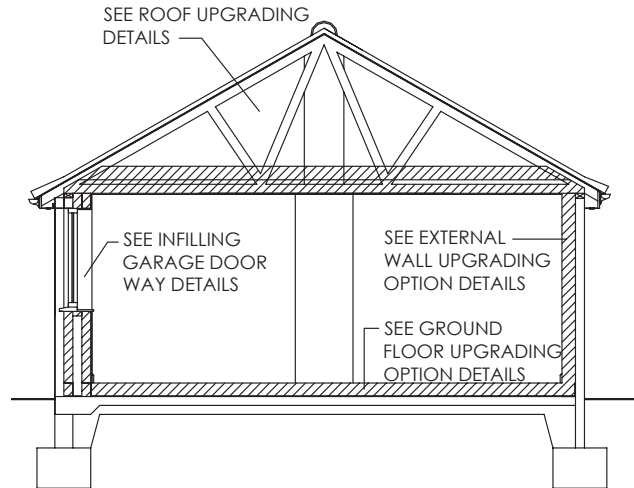 SEE ROOF UPGRADING
DETAILS
SEE INFILLING
GARAGE DOOR
WAY DETAILS
SEE EXTERNAL
WALL UPGRADING
OPTION DETAILS
SEE GROUND
FLOOR UPGRADING
OPTION DETAILS